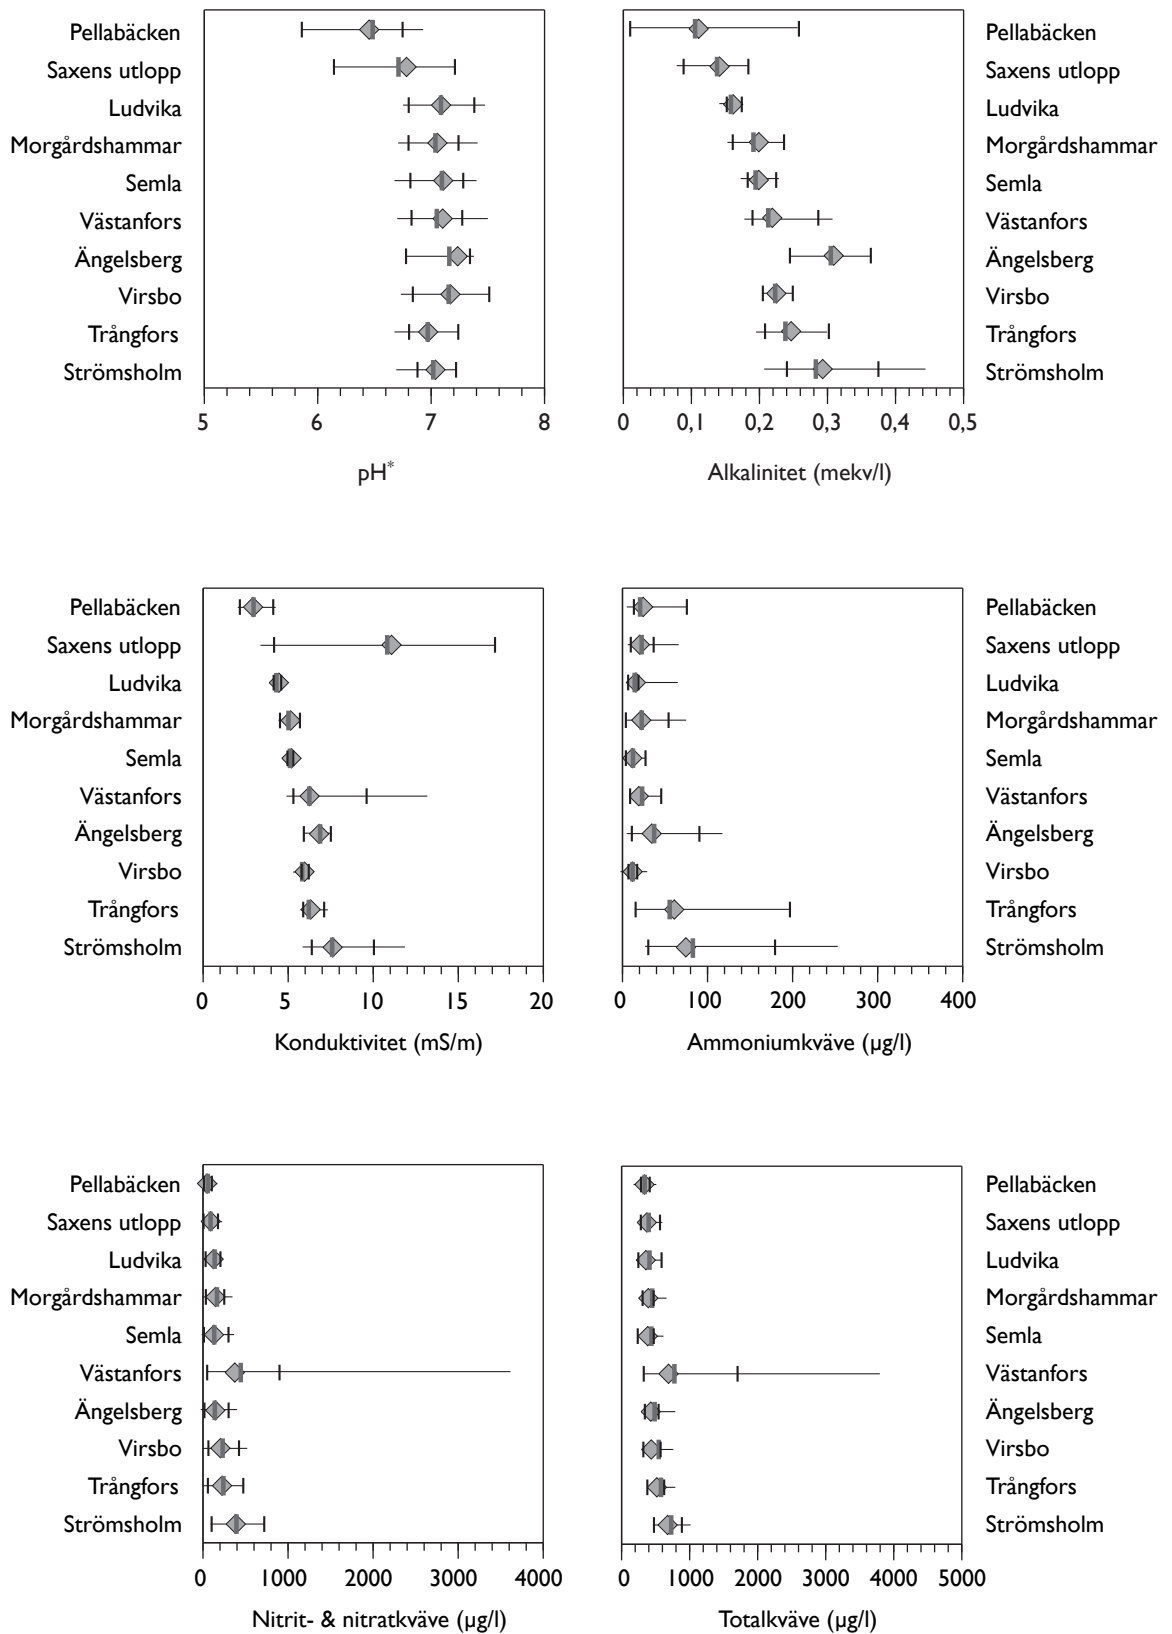 Pellabäcken Pellabäcken
Saxens utlopp Saxens utlopp
Ludvika Ludvika
Morgårdshammar Morgårdshammar
Semla Semla
Västanfors Västanfors
Ängelsberg Ängelsberg
Virsbo Virsbo
Trångfors Trångfors
Strömsholm Strömsholm
5 6 7 8 0 0,1 0,2 0,3 0,4 0,5
pH* Alkalinitet (mekv/l)
Pellabäcken Pellabäcken
Saxens utlopp Saxens utlopp
Ludvika Ludvika
Morgårdshammar Morgårdshammar
Semla Semla
Västanfors Västanfors
Ängelsberg Ängelsberg
Virsbo Virsbo
Trångfors Trångfors
Strömsholm Strömsholm
0 5 10 15 20 0 100 200 300 400
Konduktivitet (mS/m) Ammoniumkväve (µg/l)
Pellabäcken Pellabäcken
Saxens utlopp Saxens utlopp
Ludvika Ludvika
Morgårdshammar Morgårdshammar
Semla Semla
Västanfors Västanfors
Ängelsberg Ängelsberg
Virsbo Virsbo
Trångfors Trångfors
Strömsholm Strömsholm
0 1000 2000 3000 4000 0 1000 2000 3000 4000 5000
Nitrit- & nitratkväve (µg/l) Totalkväve (µg/l)